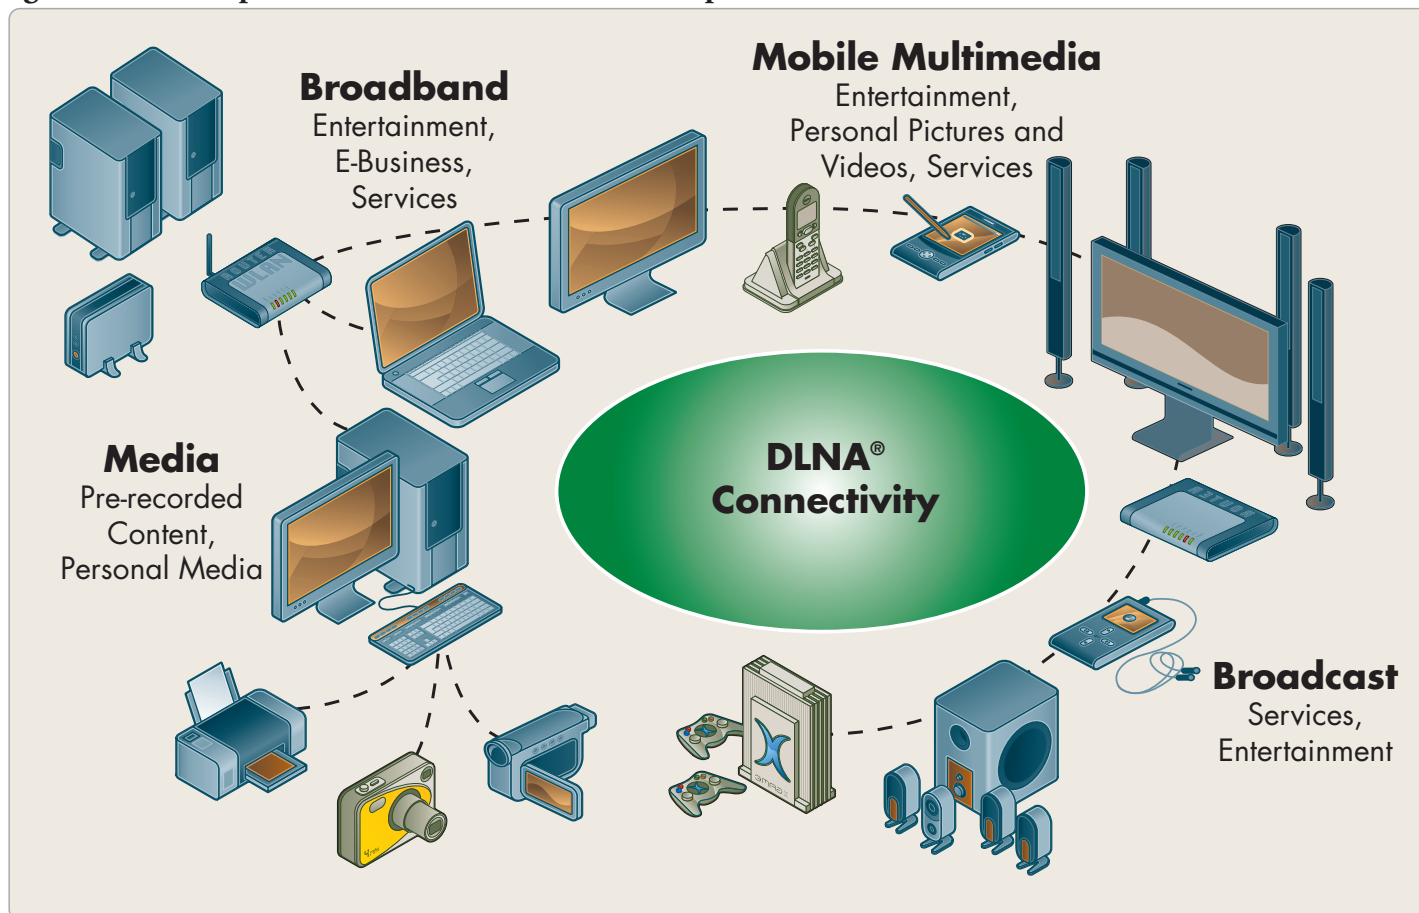 Broadband
Entertainment,
E-Business,
Services
Mobile Multimedia
Entertainment,
Personal Pictures and
Videos, Services
WLAN
DLNA®
Connectivity
Media
Pre-recorded
Content,
Personal Media
Broadcast
Services,
Entertainment